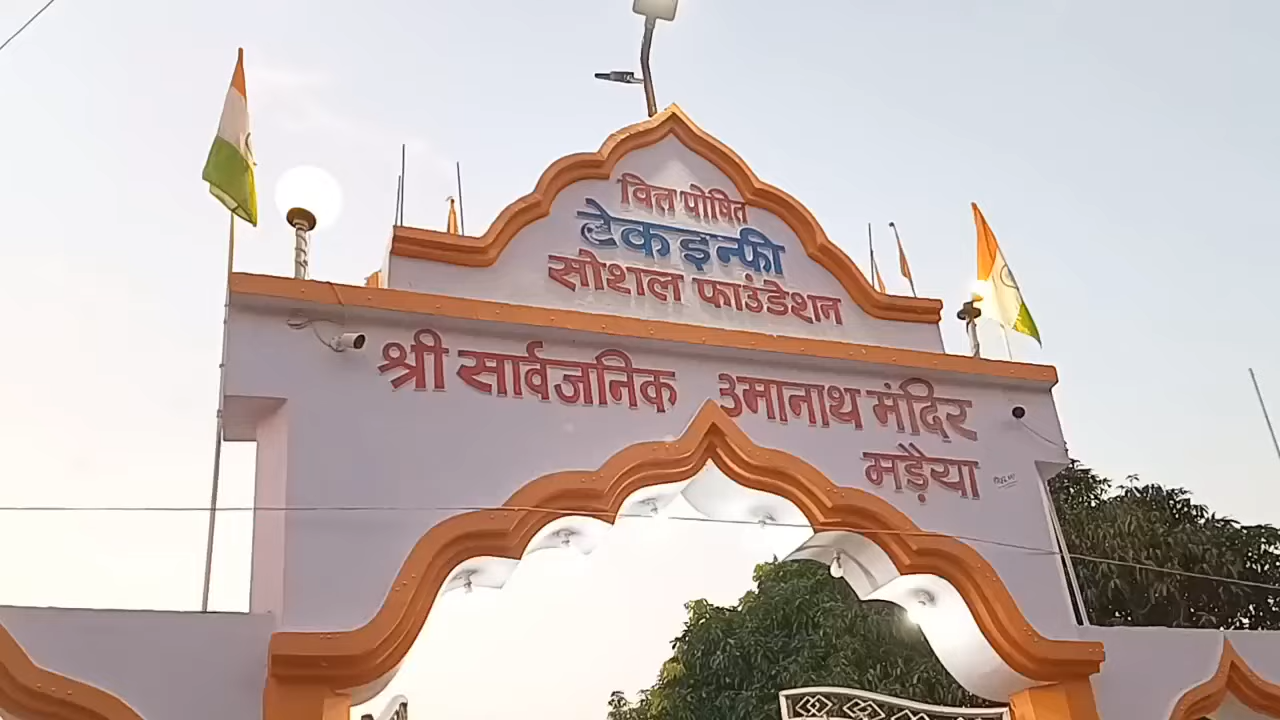 वित्त पोषित
टेक इन्फी
सोशल फाउंडेशन
श्री सार्वजनिक उमानाथ मंदिर
मड़ैया